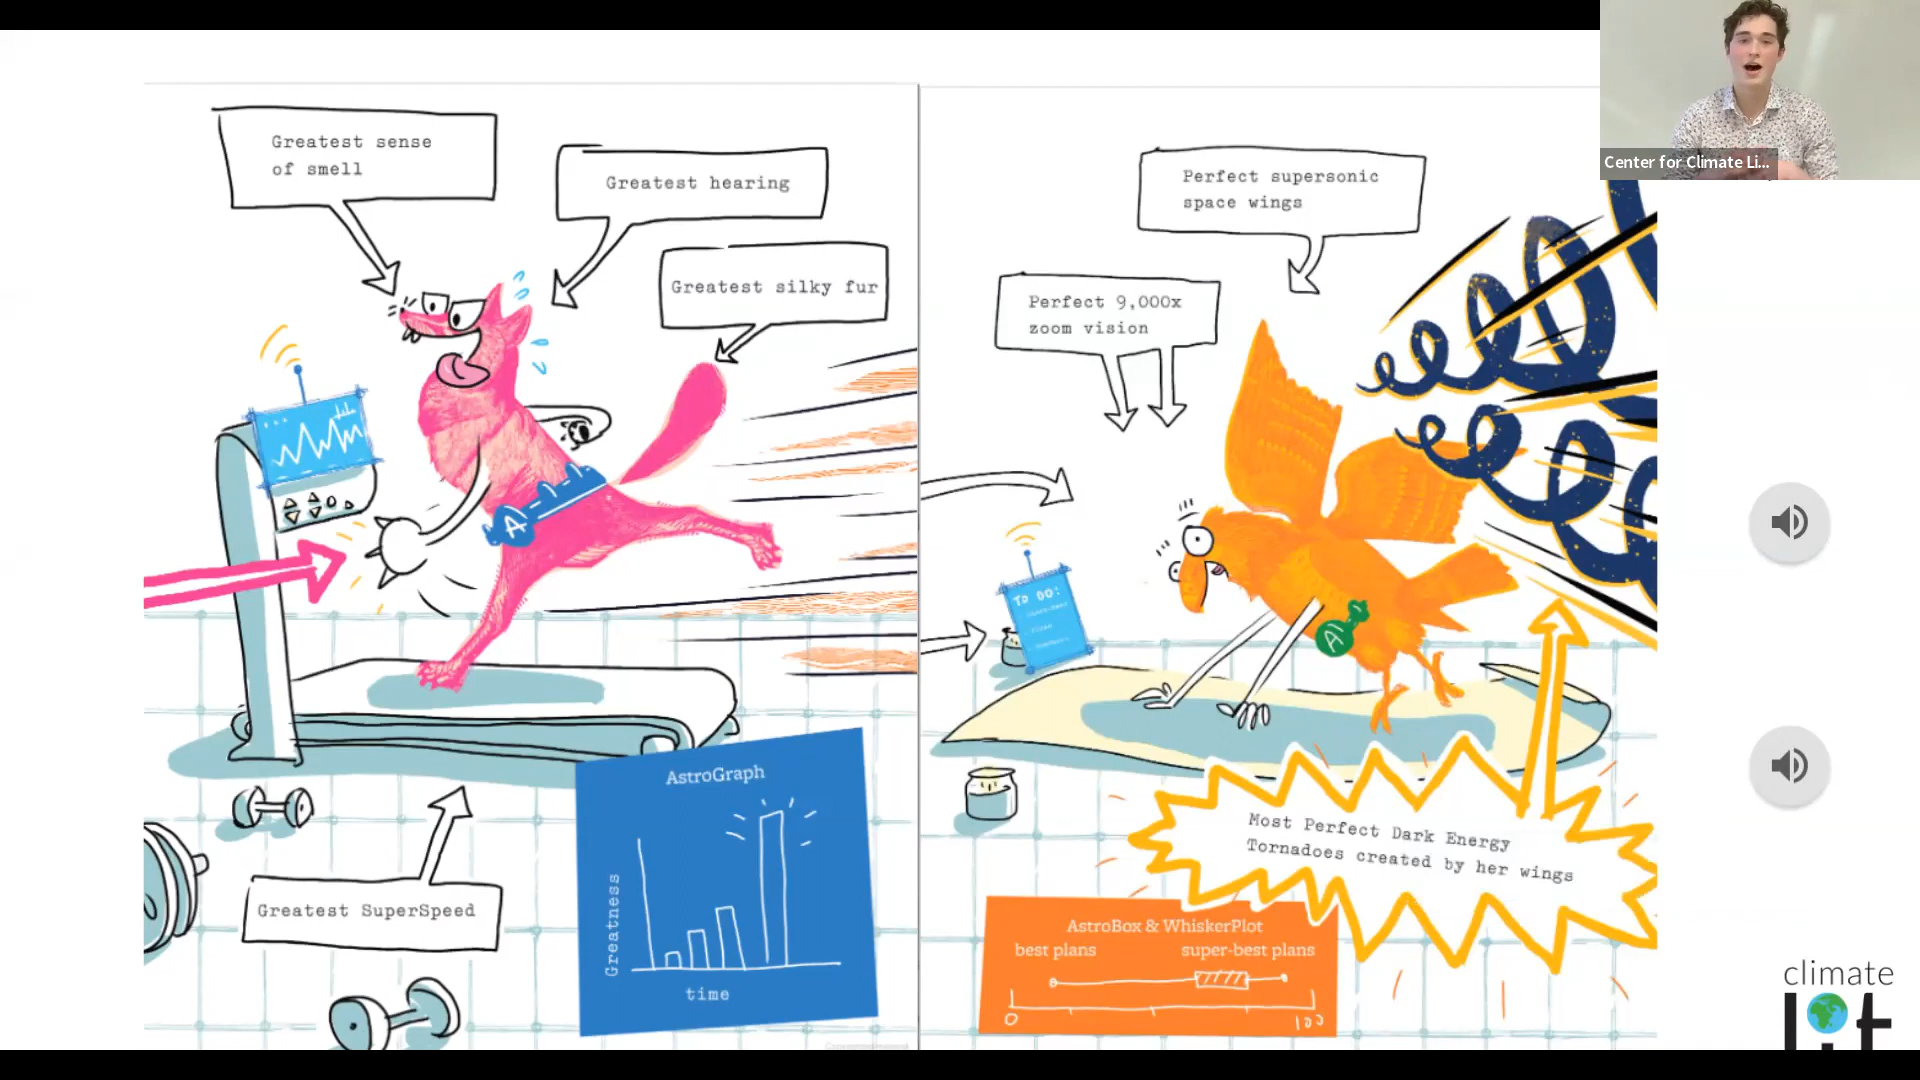 Center for Climate Li...
Greatest sense
of smell
Greatest hearing
Greatest silky fur
A
Greatest SuperSpeed
AstroGraph
Greatness
time
Perfect supersonic
space wings
Perfect 9,000x
zoom vision
TO DO:
A
Most Perfect Dark Energy
Tornadoes created by her wings
AstroBox & WhiskerPlot
best plans super-best plans
0 100
climate
lit